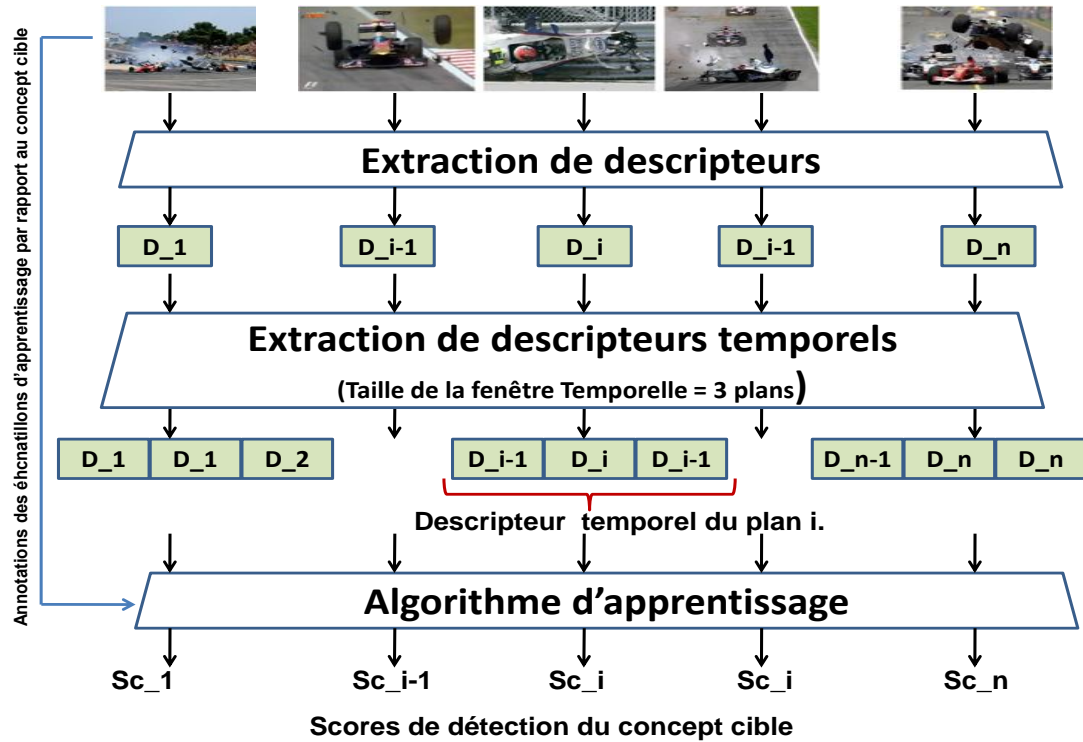 Annotations des éhcnatillons d'apprentissage par rapport au concept cible
Extraction de descripteurs
D_1 D_i-1 D_i D_i-1 D_n
Extraction de descripteurs temporels
(Taille de la fenêtre Temporelle = 3 plans)
D_1 D_1 D_2 D_i-1 D_i D_i-1 D_n-1 D_n D_n
Descripteur temporel du plan i.
Algorithme d'apprentissage
Sc_1 Sc_i-1 Sc_i Sc_i Sc_n
Scores de détection du concept cible